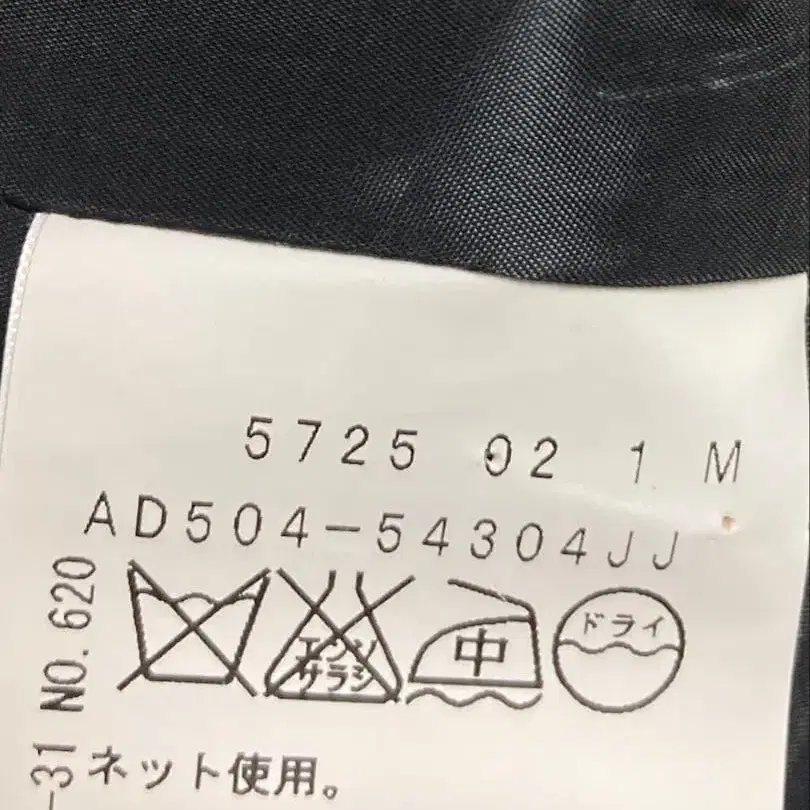 5725 02 1 M
AD504-54304JJ
エンソ
サラシ
中
ドライ
ネット使用。
NO.620
-31